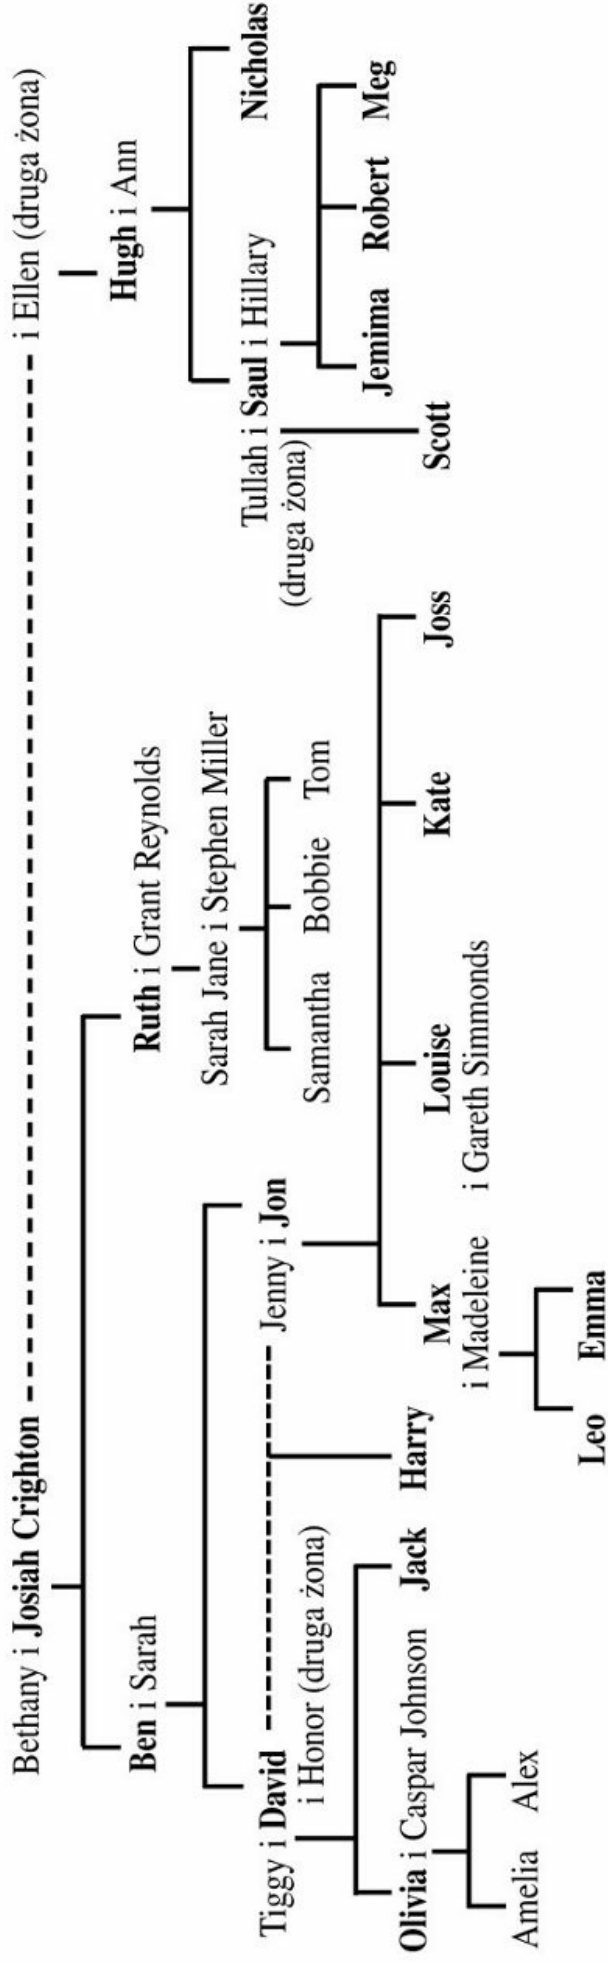 Bethany i Josiah Crighton i Ellen (druga żona)
Ben i Sarah
Ruth i Grant Reynolds
Hugh i Ann
Sarah Jane i Stephen Miller
Tiggy i David
i Honor (druga żona)
Jenny i Jon
Samantha Bobbie Tom
Tullah i Saul i Hillary
(druga żona)
Nicholas
Olivia i Caspar Johnson
Jack
Harry
Max
i Madeleine
Louise
i Gareth Simmonds
Kate
Joss
Scott
Jemima Robert Meg
Amelia Alex
Leo Emma